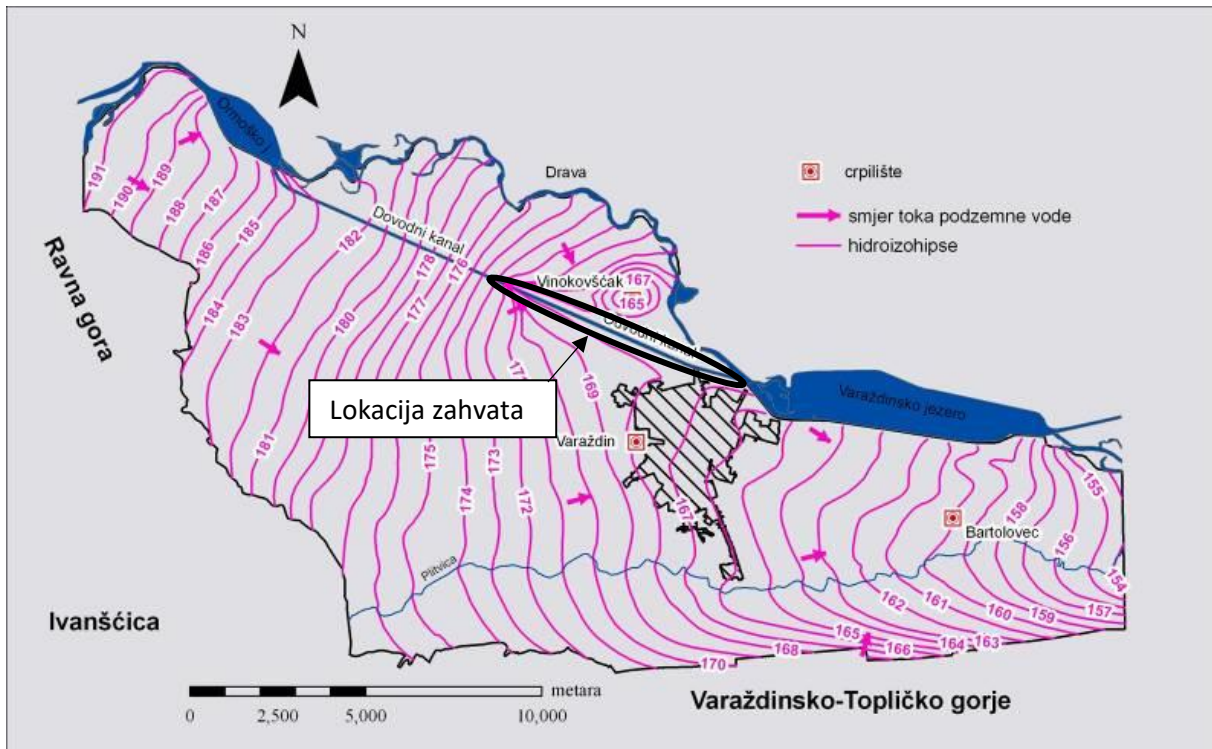 N
Ormoško j.
Drava
crpilište
smjer toka podzemne vode
hidroizohipse
191
190
189
188
187
186
185
184
183
182
181
180
178
177
176
175
174
173
172
169
167
Dovodni kanal
Vinokovščak
167
165
Odvodni kanal
Lokacija zahvata
Varaždinsko jezero
Varaždin
Ravna gora
Ivanšćica
Plitvica
Bartolovec
155
158
156
154
162
161
160
159
157
165
166
164
163
168
170
metara
0
2,500
5,000
10,000
Varaždinsko-Topličko gorje